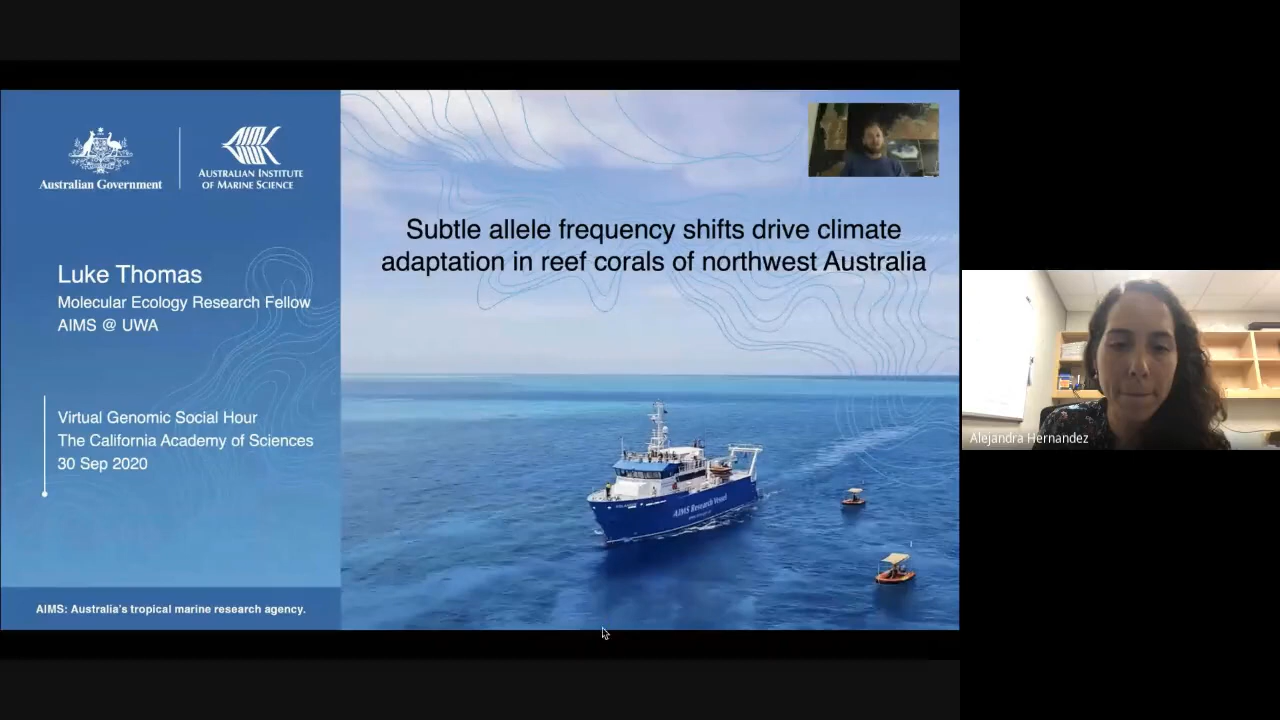 Australian Government
AUSTRALIAN INSTITUTE
OF MARINE SCIENCE
Luke Thomas
Molecular Ecology Research Fellow
AIMS @ UWA
Virtual Genomic Social Hour
The California Academy of Sciences
30 Sep 2020
AIMS: Australia's tropical marine research agency.
Subtle allele frequency shifts drive climate
adaptation in reef corals of northwest Australia
AIMS Research Vessel
Alejandra Hernandez